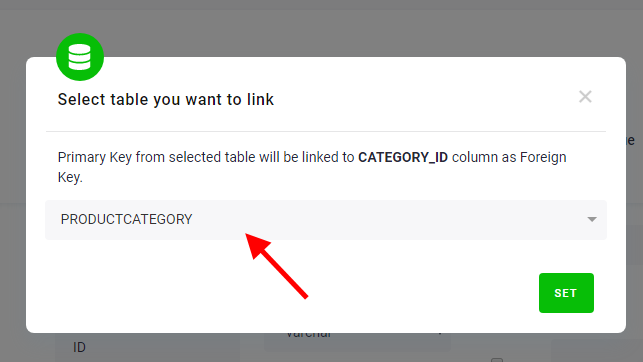 Select table you want to link
ue
Primary Key from selected table will be linked to CATEGORY_ID column as Foreign
Key.
PRODUCTCATEGORY
SET
ID